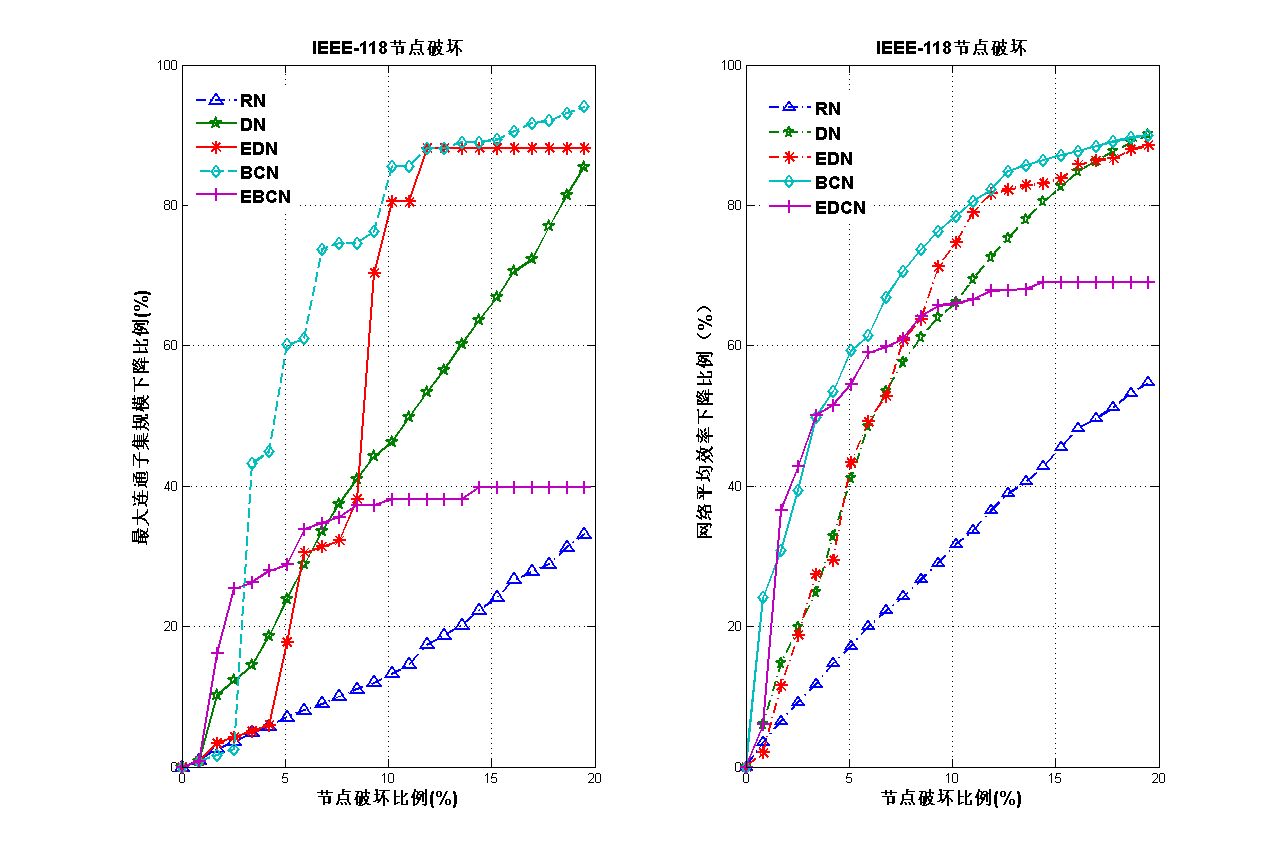 IEEE-118节点破坏
100
80
60
40
20
0
0
5
10
15
20
RN
DN
EDN
BCN
EBCN
最大连通子集规模下降比例(%)
节点破坏比例(%)
IEEE-118节点破坏
100
80
60
40
20
0
0
5
10
15
20
RN
DN
EDN
BCN
EDCN
网络平均效率下降比例（%）
节点破坏比例(%)